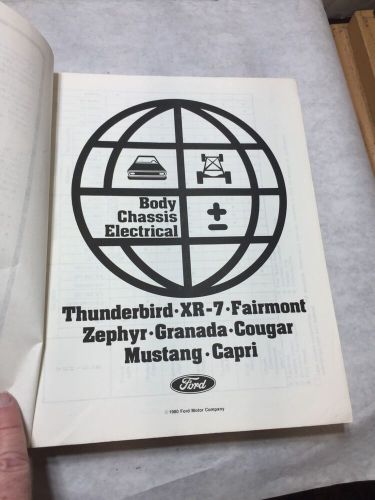 Body
Chassis
Electrical
+
−
Thunderbird·XR-7·Fairmont
Zephyr·Granada·Cougar
Mustang·Capri
Ford
© 1980 Ford Motor Company